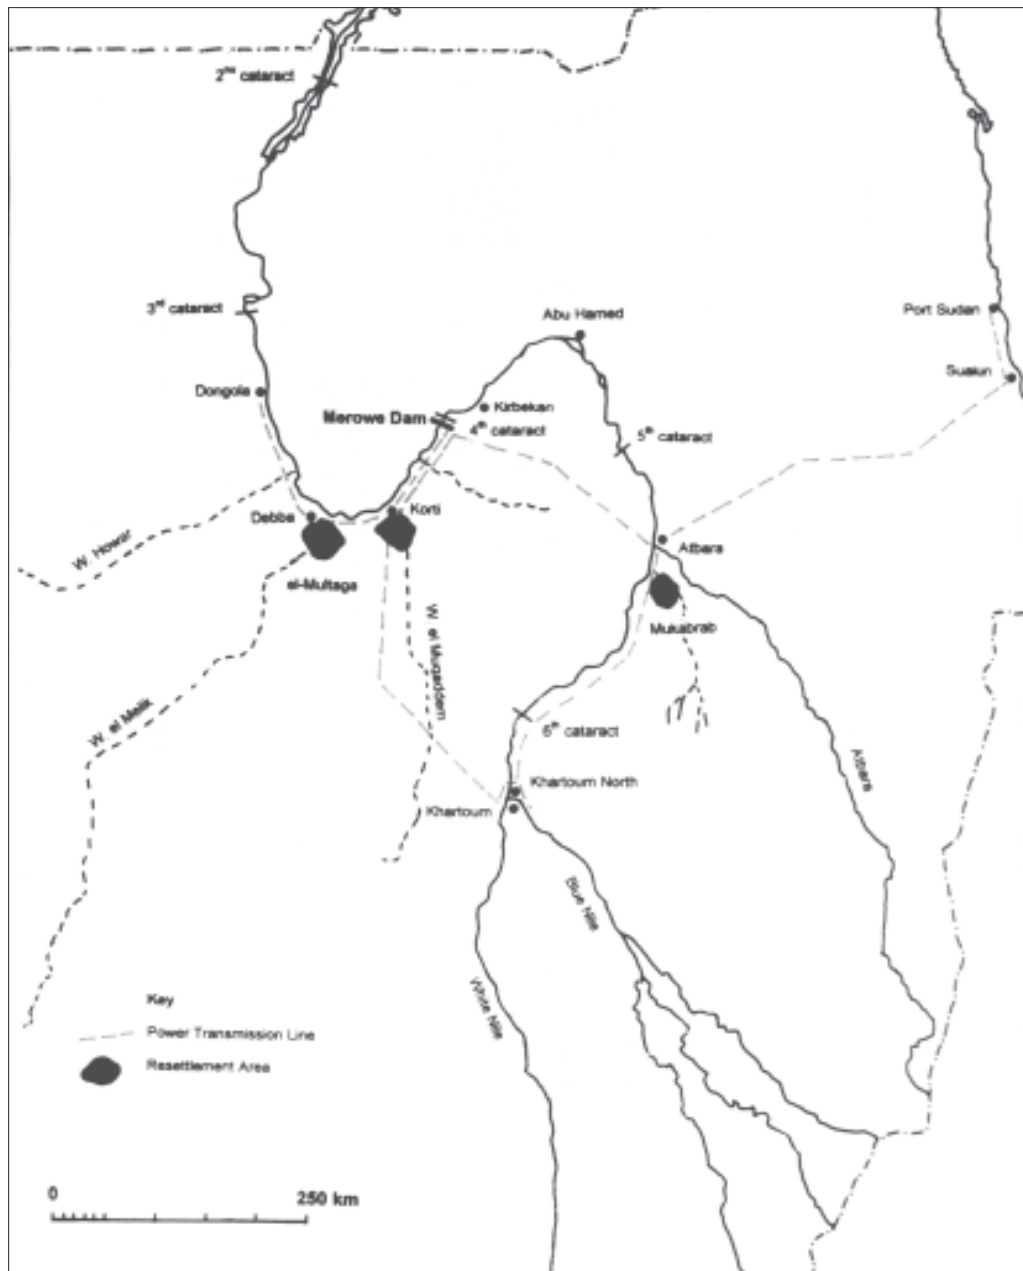 2nd cataract
3rd cataract
Abu Hamed
Port Sudan
Suakin
Dongola
Merowe Dam
Kirbekan
4th cataract
5th cataract
Debba
Korti
W. Howar
Atbara
el-Multaga
W. el Muqaddem
Mukabrab
W. el Melik
6th cataract
Atbara
Khartoum North
Khartoum
Blue Nile
White Nile
Key
Power Transmission Line
Resettlement Area
0 250 km